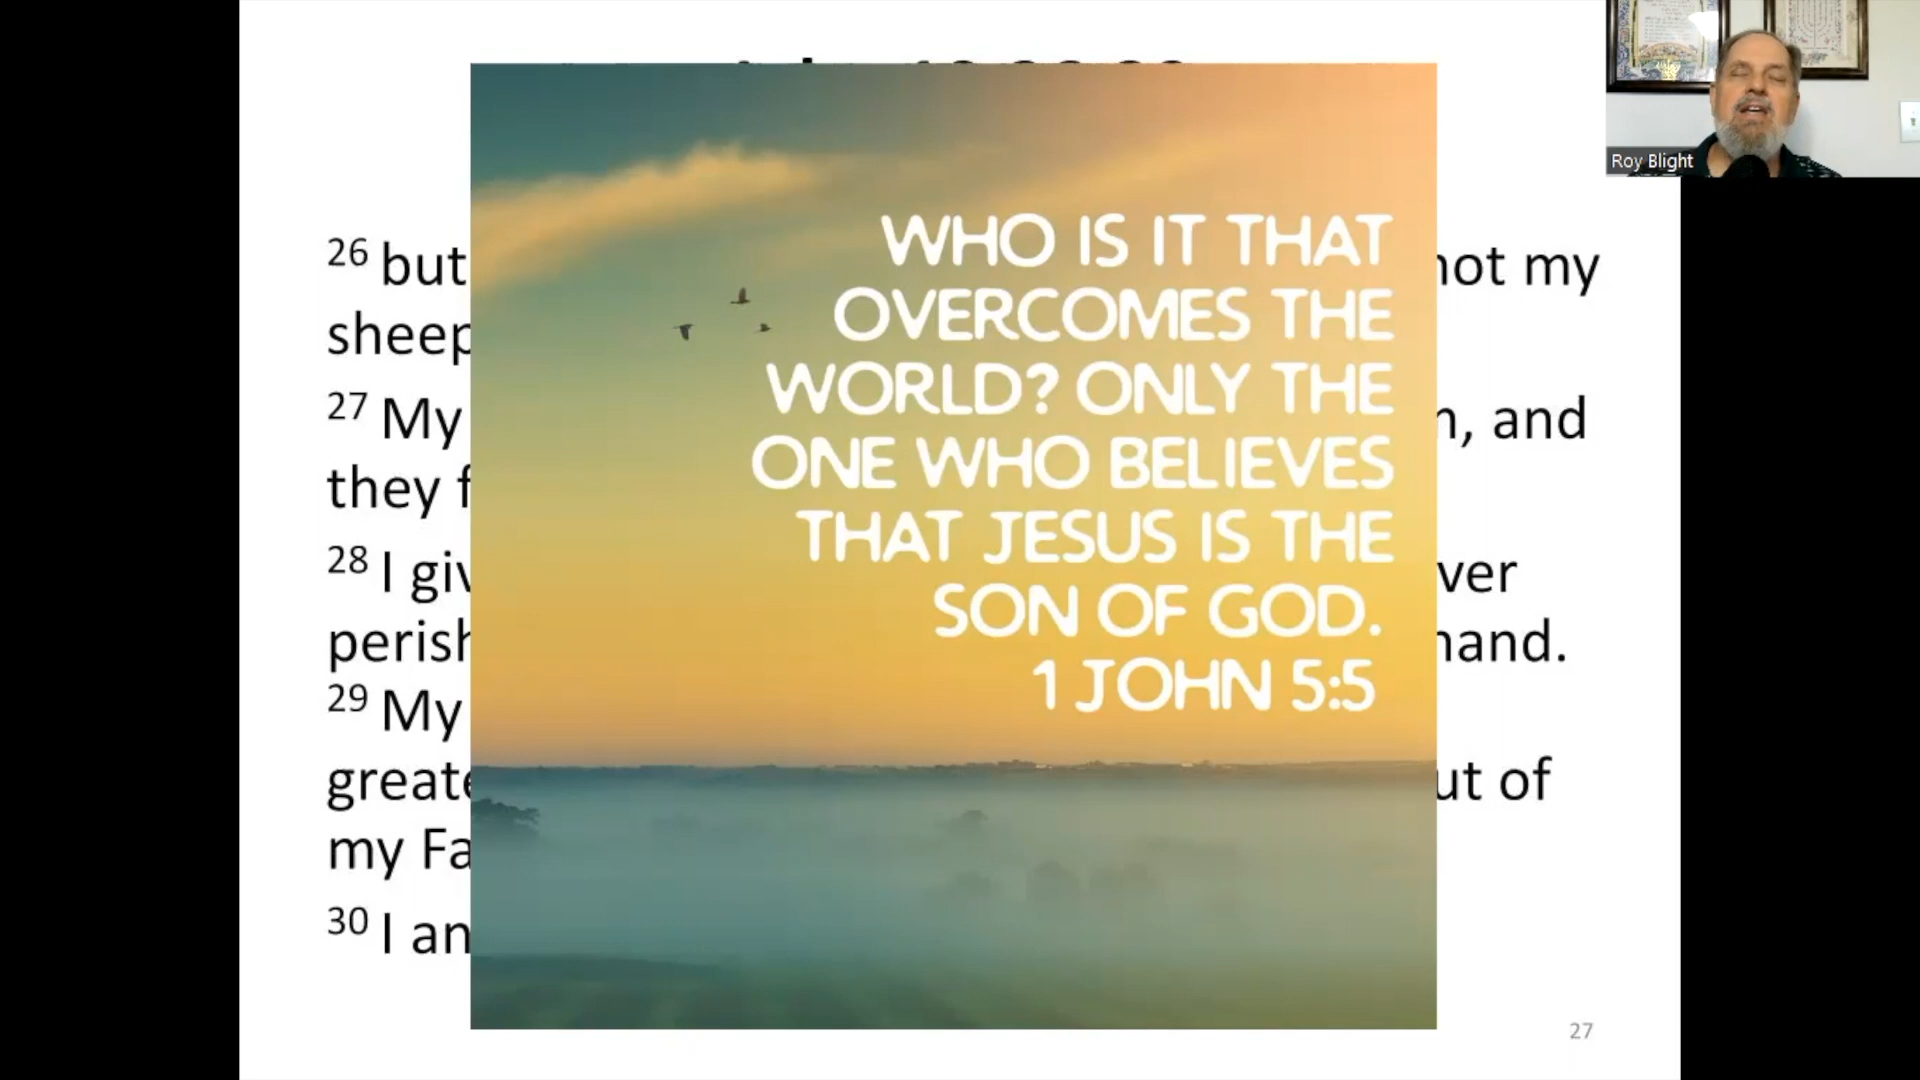 Roy Blight
26 but
not my
sheep
27 My
, and
they f
28 I giv
ver
perish
hand.
29 My
greate
ut of
my Fa
30 I an
WHO IS IT THAT
OVERCOMES THE
WORLD? ONLY THE
ONE WHO BELIEVES
THAT JESUS IS THE
SON OF GOD.
1 JOHN 5:5
27